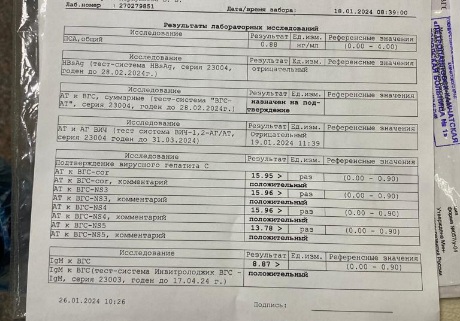 Лаб.номер : 270279851 Дата/время забора: 18.01.2024 08:39:00
Результаты лабораторных исследований
Исследование Результат Ед.изм. Референсные значения
ПСА,общий 0.88 нг/мл (0.00 - 4.00)
Исследование Результат Ед.изм. Референсные значения
HBsAg (тест-система HBsAg, серия 23004, отрицательный
годен до 28.02.2024г.)
Исследование Результат Ед.изм. Референсные значения
АТ к ВГС, суммарные (тест-система "ВГС- назначен на под-
АТ", серия 23004, годен до 28.02.2024г.) тверждение
Исследование Результат Ед.изм. Референсные значения
АТ и АГ ВИЧ (тест система ВИЧ-1,2-АГ/АТ, Отрицательный
серия 23004 годен до 31.03.2024) 19.01.2024 11:39
Исследование Результат Ед.изм. Референсные значения
Подтверждение вирусного гепатита С
АТ к ВГС-cor 15.95 > раз (0.00 - 0.90)
АТ к ВГС-cor, комментарий положительный
АТ к ВГС-NS3 15.96 > раз (0.00 - 0.90)
АТ к ВГС-NS3, комментарий положительный
АТ к ВГС-NS4 15.96 > раз (0.00 - 0.90)
АТ к ВГС-NS4, комментарий положительный
АТ к ВГС-NS5 13.78 > раз (0.00 - 0.90)
АТ к ВГС-NS5, комментарий положительный
Исследование Результат Ед.изм. Референсные значения
IgM к ВГС 8.87 > (0.00 - 0.90)
IgM к ВГС(тест-система Инвитролоджик ВГС - положительный
IgM, серия 23003, годен до 17.04.24 г.)
26.01.2024 10:26 Подпись: